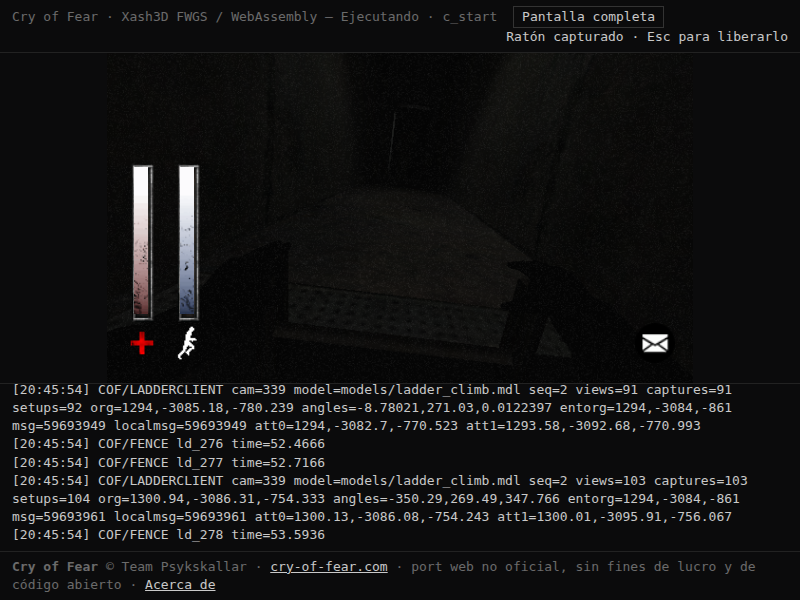 Cry of Fear · Xash3D FWGS / WebAssembly — Ejecutando · c_start Pantalla completa
Ratón capturado · Esc para liberarlo
[20:45:54] COF/LADDERCLIENT cam=339 model=models/ladder_climb.mdl seq=2 views=91 captures=91
setups=92 org=1294,-3085.18,-780.239 angles=-8.78021,271.03,0.0122397 entorg=1294,-3084,-861
msg=59693949 localmsg=59693949 att0=1294,-3082.7,-770.523 att1=1293.58,-3092.68,-770.993
[20:45:54] COF/FENCE ld_276 time=52.4666
[20:45:54] COF/FENCE ld_277 time=52.7166
[20:45:54] COF/LADDERCLIENT cam=339 model=models/ladder_climb.mdl seq=2 views=103 captures=103
setups=104 org=1300.94,-3086.31,-754.333 angles=-350.29,269.49,347.766 entorg=1294,-3084,-861
msg=59693961 localmsg=59693961 att0=1300.13,-3086.08,-754.243 att1=1300.01,-3095.91,-756.067
[20:45:54] COF/FENCE ld_278 time=53.5936
Cry of Fear © Team Psykskallar · cry-of-fear.com · port web no oficial, sin fines de lucro y de
código abierto · Acerca de